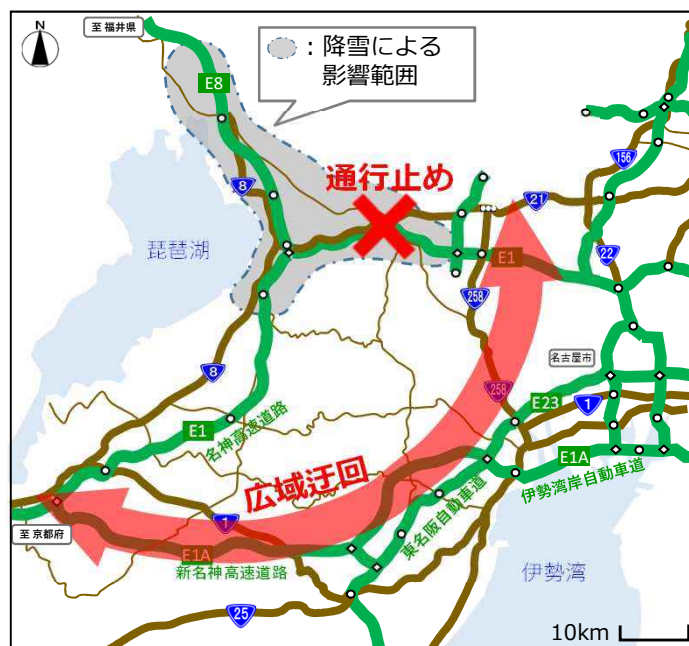 N
至 福井県
：降雪による
影響範囲
E8
156
通行止め
8
21
琵琶湖
E1
22
258
名古屋市
8
258
E23
1
E1
名神高速道路
E1A
伊勢湾岸自動車道
広域迂回
東名阪自動車道
1
至 京都府
E1A
新名神高速道路
伊勢湾
25
10km